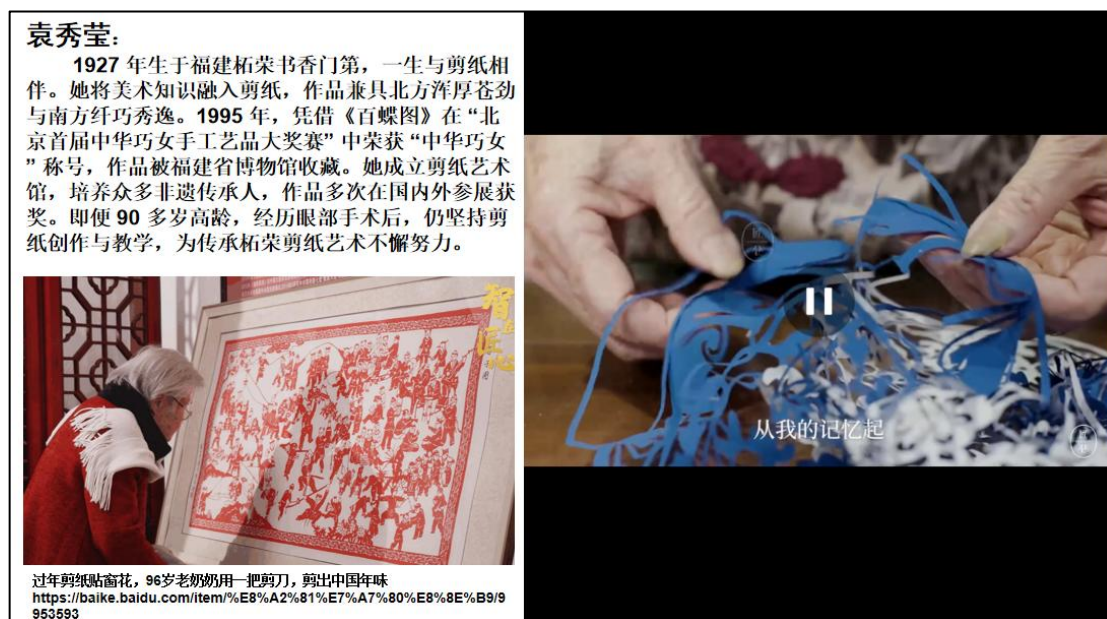 袁秀莹：
1927 年生于福建柘荣书香门第，一生与剪纸相
伴。她将美术知识融入剪纸，作品兼具北方浑厚苍劲
与南方纤巧秀逸。1995 年，凭借《百蝶图》在 “北
京首届中华巧女手工艺品大奖赛” 中荣获 “中华巧女
” 称号，作品被福建省博物馆收藏。她成立剪纸艺术
馆，培养众多非遗传承人，作品多次在国内外参展获
奖。即便 90 多岁高龄，经历眼部手术后，仍坚持剪
纸创作与教学，为传承柘荣剪纸艺术不懈努力。
智
匠心
过年剪纸贴窗花，96岁老奶奶用一把剪刀，剪出中国年味
https://baike.baidu.com/item/%E8%A2%81%E7%A7%80%E8%8E%B9/9
953593
从我的记忆起